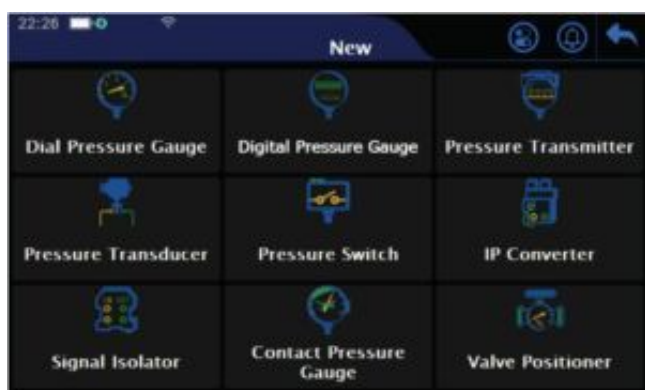 22:26
New
Dial Pressure Gauge
Digital Pressure Gauge
Pressure Transmitter
Pressure Transducer
Pressure Switch
IP Converter
Signal Isolator
Contact Pressure
Gauge
Valve Positioner